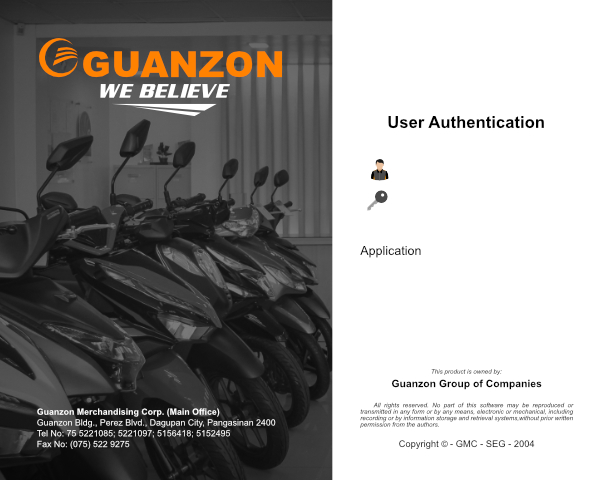 GUANZON
WE BELIEVE
Guanzon Merchandising Corp. (Main Office)
Guanzon Bldg., Perez Blvd., Dagupan City, Pangasinan 2400
Tel No: 75 5221085; 5221097; 5156418; 5152495
Fax No: (075) 522 9275
User Authentication
Application
This product is owned by:
Guanzon Group of Companies
All rights reserved. No part of this software may be reproduced or
transmitted in any form or by any means, electronic or mechanical, including
recording or by information storage and retrieval systems,without prior written
permission from the authors.
Copyright © - GMC - SEG - 2004